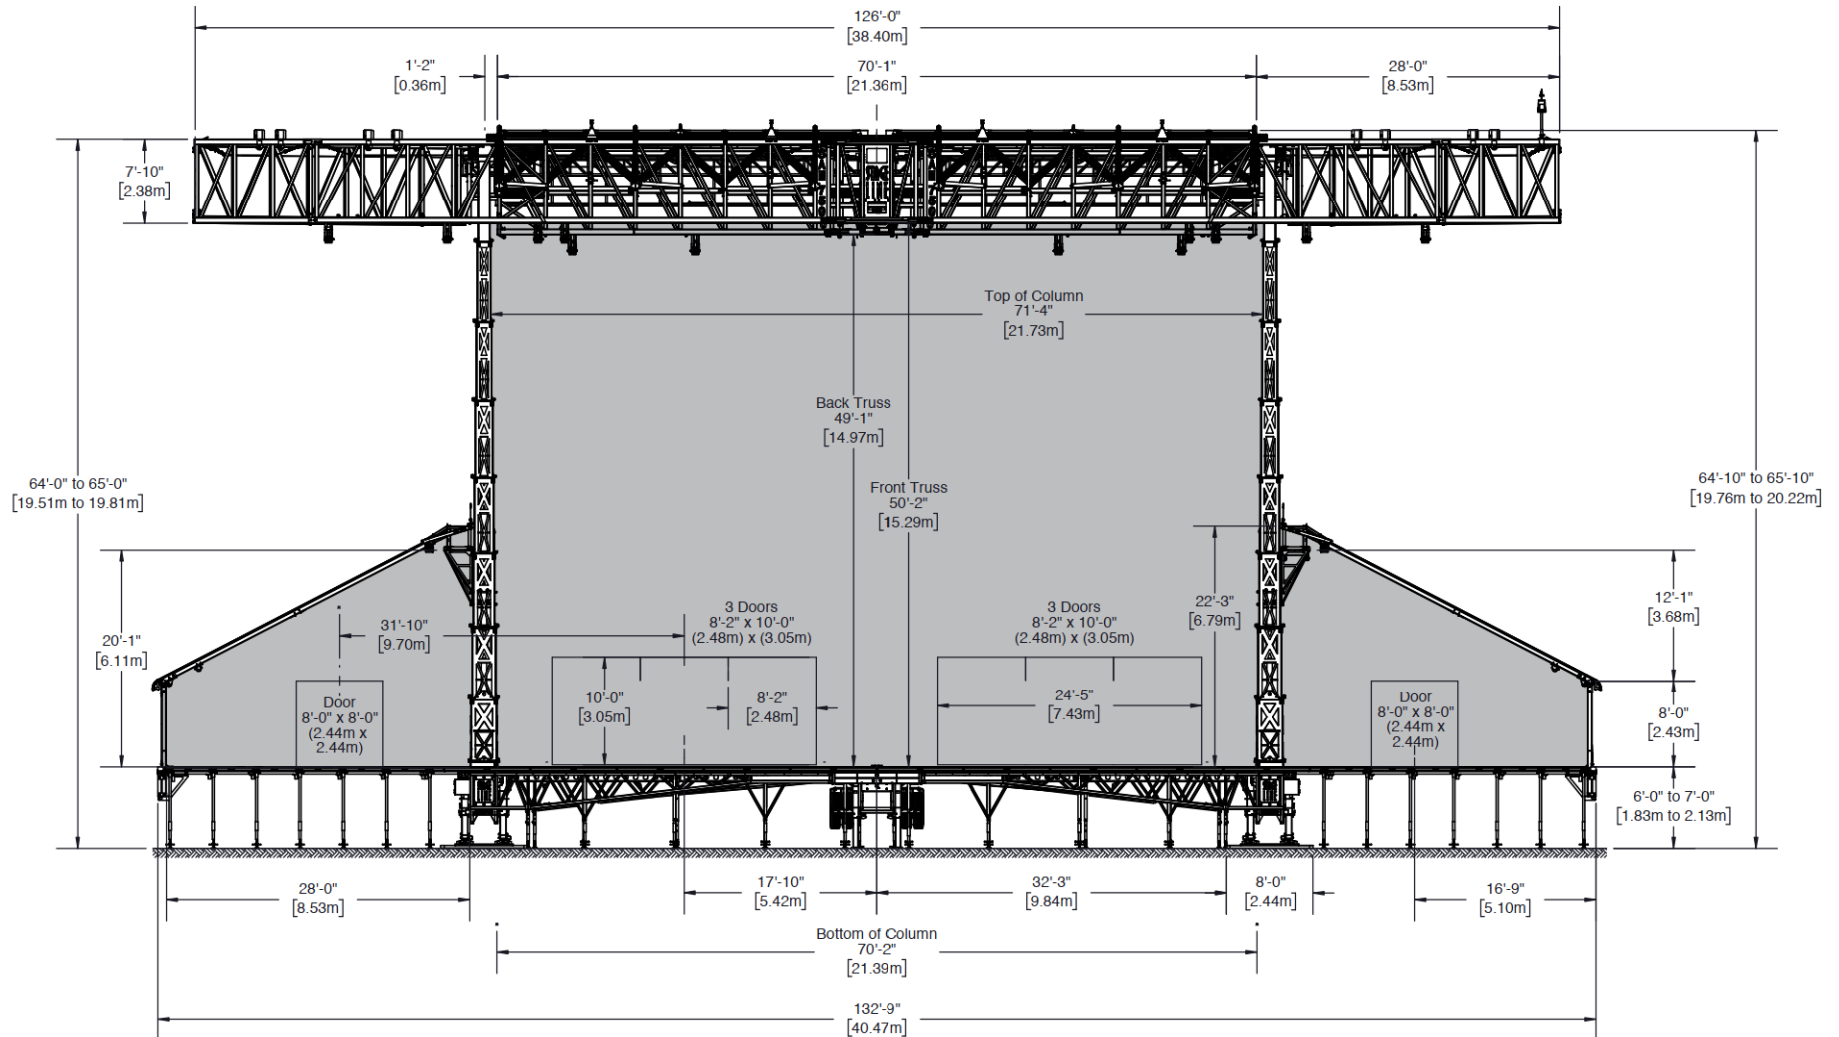 126'-0"
[38.40m]
1'-2"
[0.36m]
70'-1"
[21.36m]
28'-0"
[8.53m]
7'-10"
[2.38m]
Top of Column
71'-4"
[21.73m]
Back Truss
49'-1"
[14.97m]
Front Truss
50'-2"
[15.29m]
64'-0" to 65'-0"
[19.51m to 19.81m]
64'-10" to 65'-10"
[19.76m to 20.22m]
20'-1"
[6.11m]
31'-10"
[9.70m]
3 Doors
8'-2" x 10'-0"
(2.48m) x (3.05m)
3 Doors
8'-2" x 10'-0"
(2.48m) x (3.05m)
22'-3"
[6.79m]
12'-1"
[3.68m]
Door
8'-0" x 8'-0"
(2.44m x
2.44m)
10'-0"
[3.05m]
8'-2"
[2.48m]
24'-5"
[7.43m]
Door
8'-0" x 8'-0"
(2.44m x
2.44m)
8'-0"
[2.43m]
6'-0" to 7'-0"
[1.83m to 2.13m]
28'-0"
[8.53m]
17'-10"
[5.42m]
32'-3"
[9.84m]
8'-0"
[2.44m]
16'-9"
[5.10m]
Bottom of Column
70'-2"
[21.39m]
132'-9"
[40.47m]